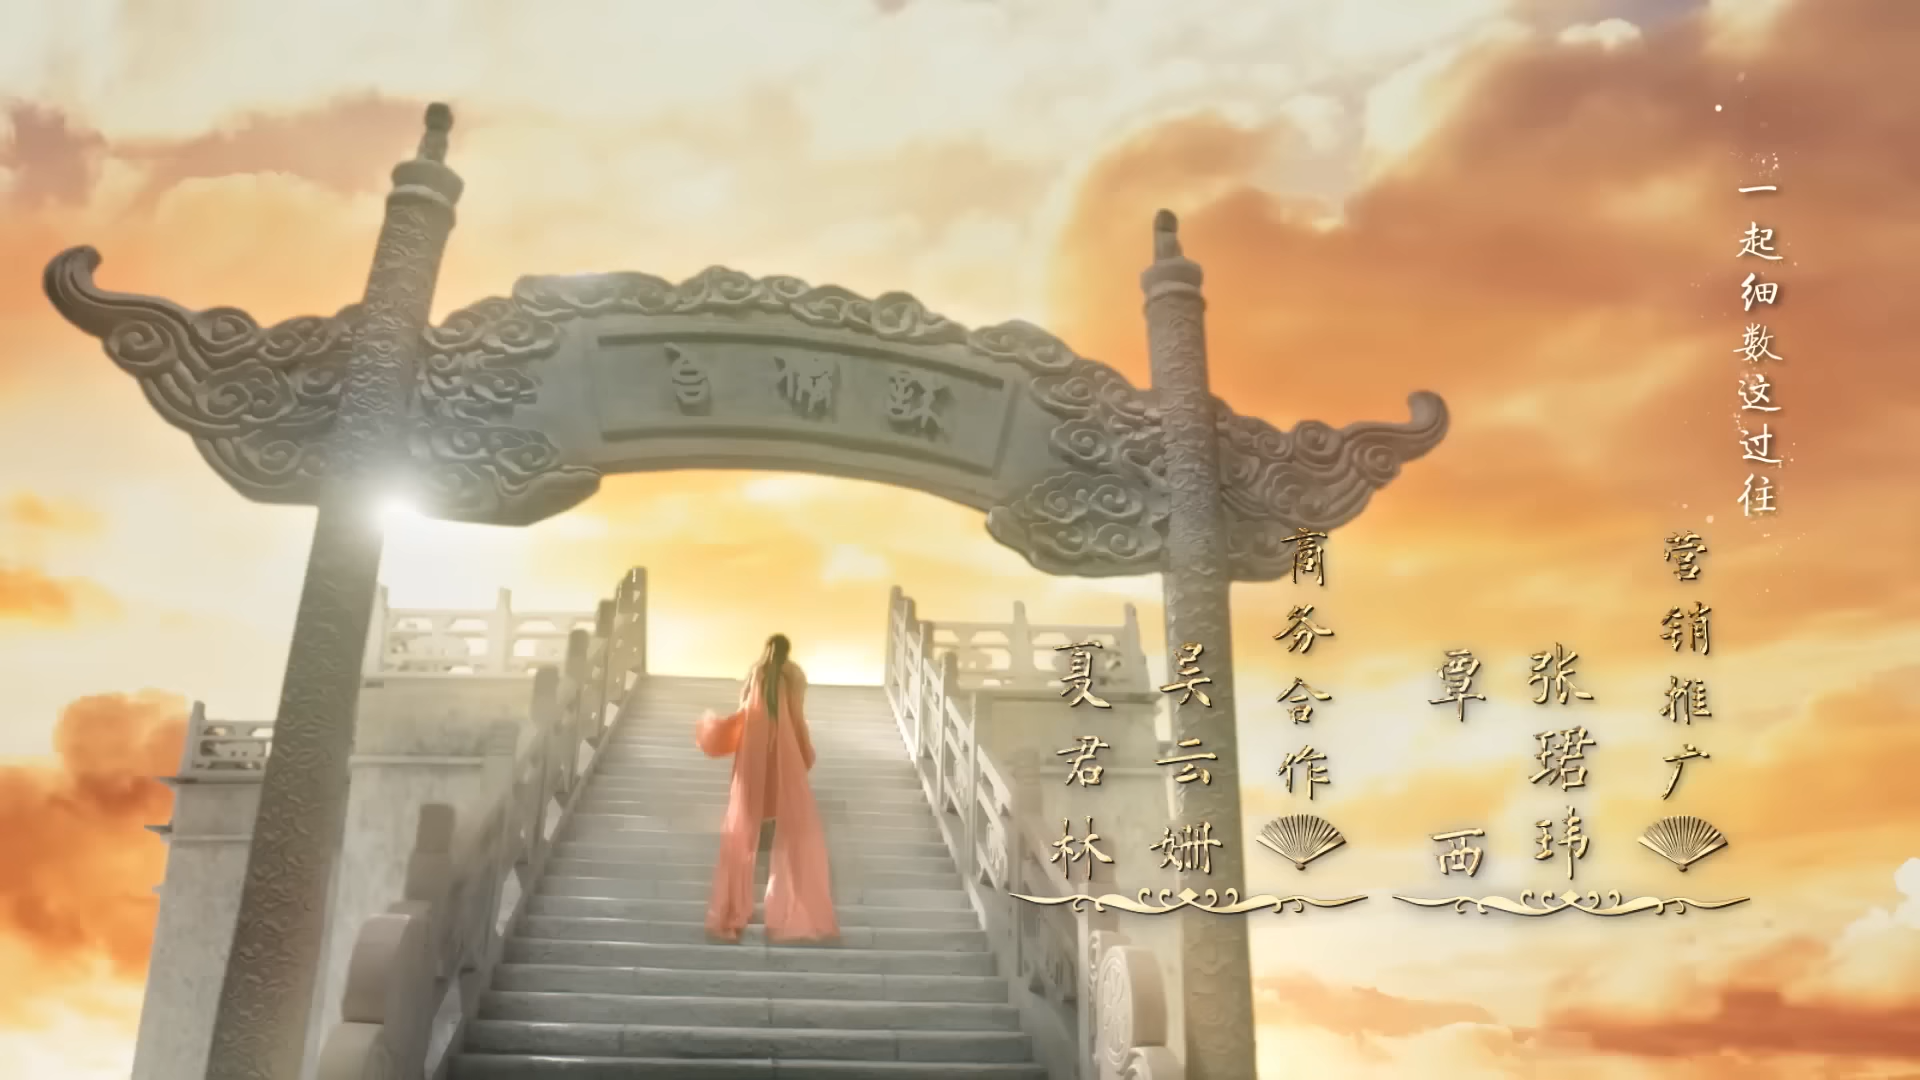 一起细数这过往
营销推广
张珺玮
覃西
商务合作
吴云姗
夏君林